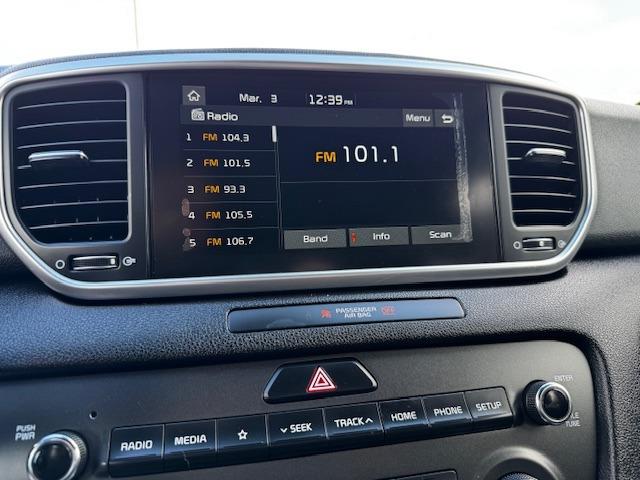 Mar. 3 12:39 PM
Radio Menu
1 FM 104.3
2 FM 101.5
3 FM 93.3
4 FM 105.5
5 FM 106.7
FM 101.1
Band Info Scan
PASSENGER
AIR BAG OFF
PUSH
PWR
RADIO MEDIA ☆ ∨ SEEK TRACK ∧ HOME PHONE SETUP
ENTER
TUNE